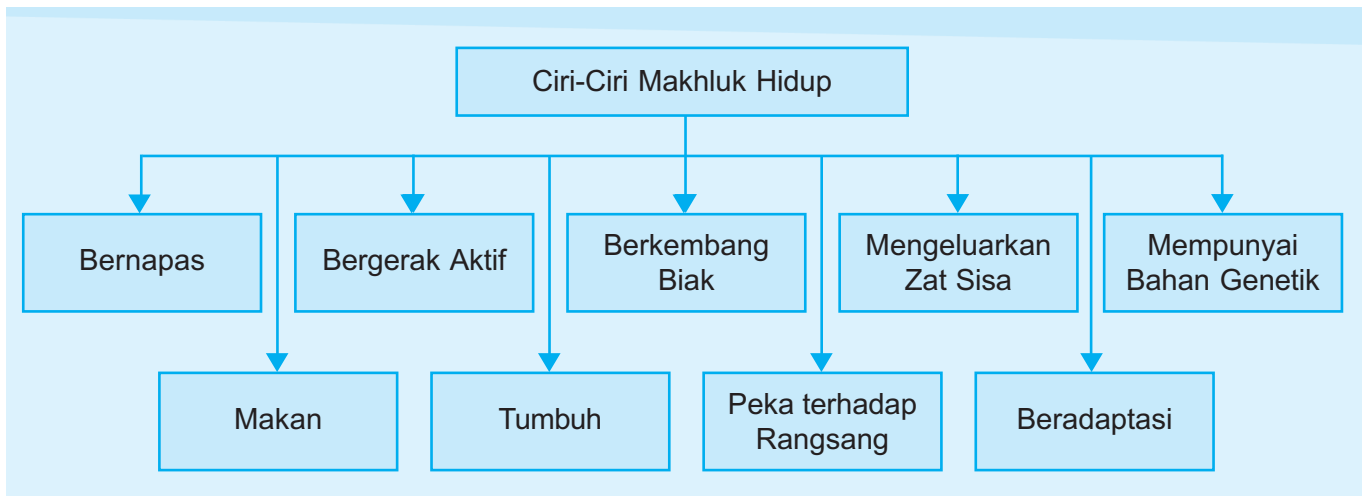 Ciri-Ciri Makhluk Hidup
Bernapas
Bergerak Aktif
Berkembang
Biak
Mengeluarkan
Zat Sisa
Mempunyai
Bahan Genetik
Makan
Tumbuh
Peka terhadap
Rangsang
Beradaptasi